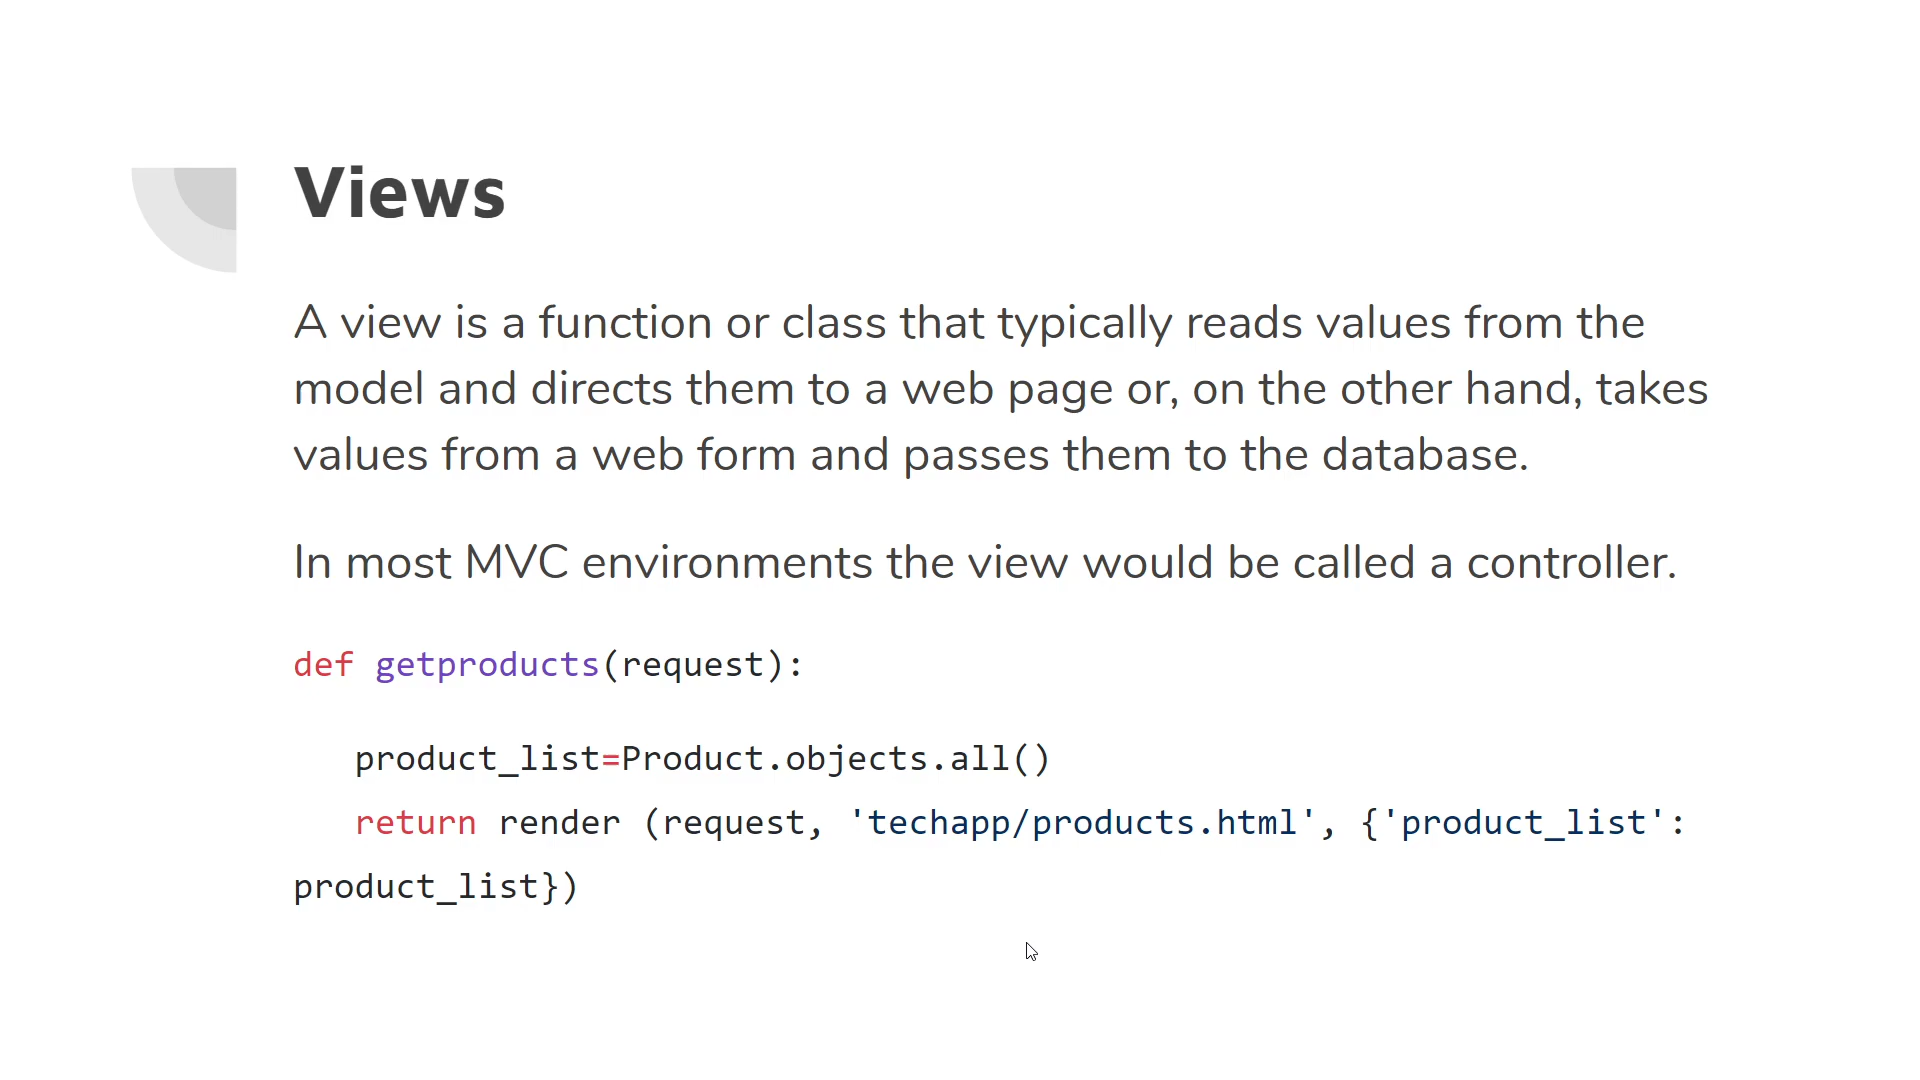 Views
A view is a function or class that typically reads values from the
model and directs them to a web page or, on the other hand, takes
values from a web form and passes them to the database.
In most MVC environments the view would be called a controller.
def getproducts(request):
   product_list=Product.objects.all()
   return render (request, 'techapp/products.html', {'product_list':
product_list})